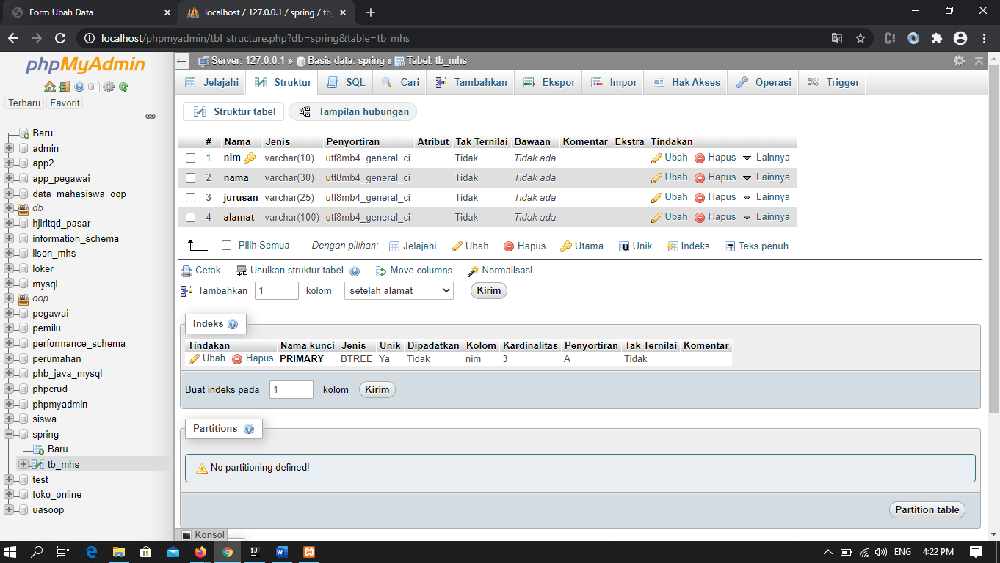 Form Ubah Data
localhost / 127.0.0.1 / spring / tb_
localhost/phpmyadmin/tbl_structure.php?db=spring&table=tb_mhs
phpMyAdmin
Terbaru Favorit
Baru
admin
app2
app_pegawai
data_mahasiswa_oop
db
hjirltqd_pasar
information_schema
lison_mhs
loker
mysql
oop
pegawai
pemilu
performance_schema
perumahan
phb_java_mysql
phpcrud
phpmyadmin
siswa
spring
Baru
tb_mhs
test
toko_online
uasoop
Server: 127.0.0.1 » Basis data: spring » Tabel: tb_mhs
Jelajahi Struktur SQL Cari Tambahkan Ekspor Impor Hak Akses Operasi Trigger
Struktur tabel Tampilan hubungan
# Nama Jenis Penyortiran Atribut Tak Ternilai Bawaan Komentar Ekstra Tindakan
1 nim varchar(10) utf8mb4_general_ci Tidak Tidak ada Ubah Hapus Lainnya
2 nama varchar(30) utf8mb4_general_ci Tidak Tidak ada Ubah Hapus Lainnya
3 jurusan varchar(25) utf8mb4_general_ci Tidak Tidak ada Ubah Hapus Lainnya
4 alamat varchar(100) utf8mb4_general_ci Tidak Tidak ada Ubah Hapus Lainnya
Pilih Semua Dengan pilihan: Jelajahi Ubah Hapus Utama Unik Indeks Teks penuh
Cetak Usulkan struktur tabel Move columns Normalisasi
Tambahkan 1 kolom setelah alamat Kirim
Indeks
Tindakan Nama kunci Jenis Unik Dipadatkan Kolom Kardinalitas Penyortiran Tak Ternilai Komentar
Ubah Hapus PRIMARY BTREE Ya Tidak nim 3 A Tidak
Buat indeks pada 1 kolom Kirim
Partitions
No partitioning defined!
Partition table
Konsol
ENG 4:22 PM